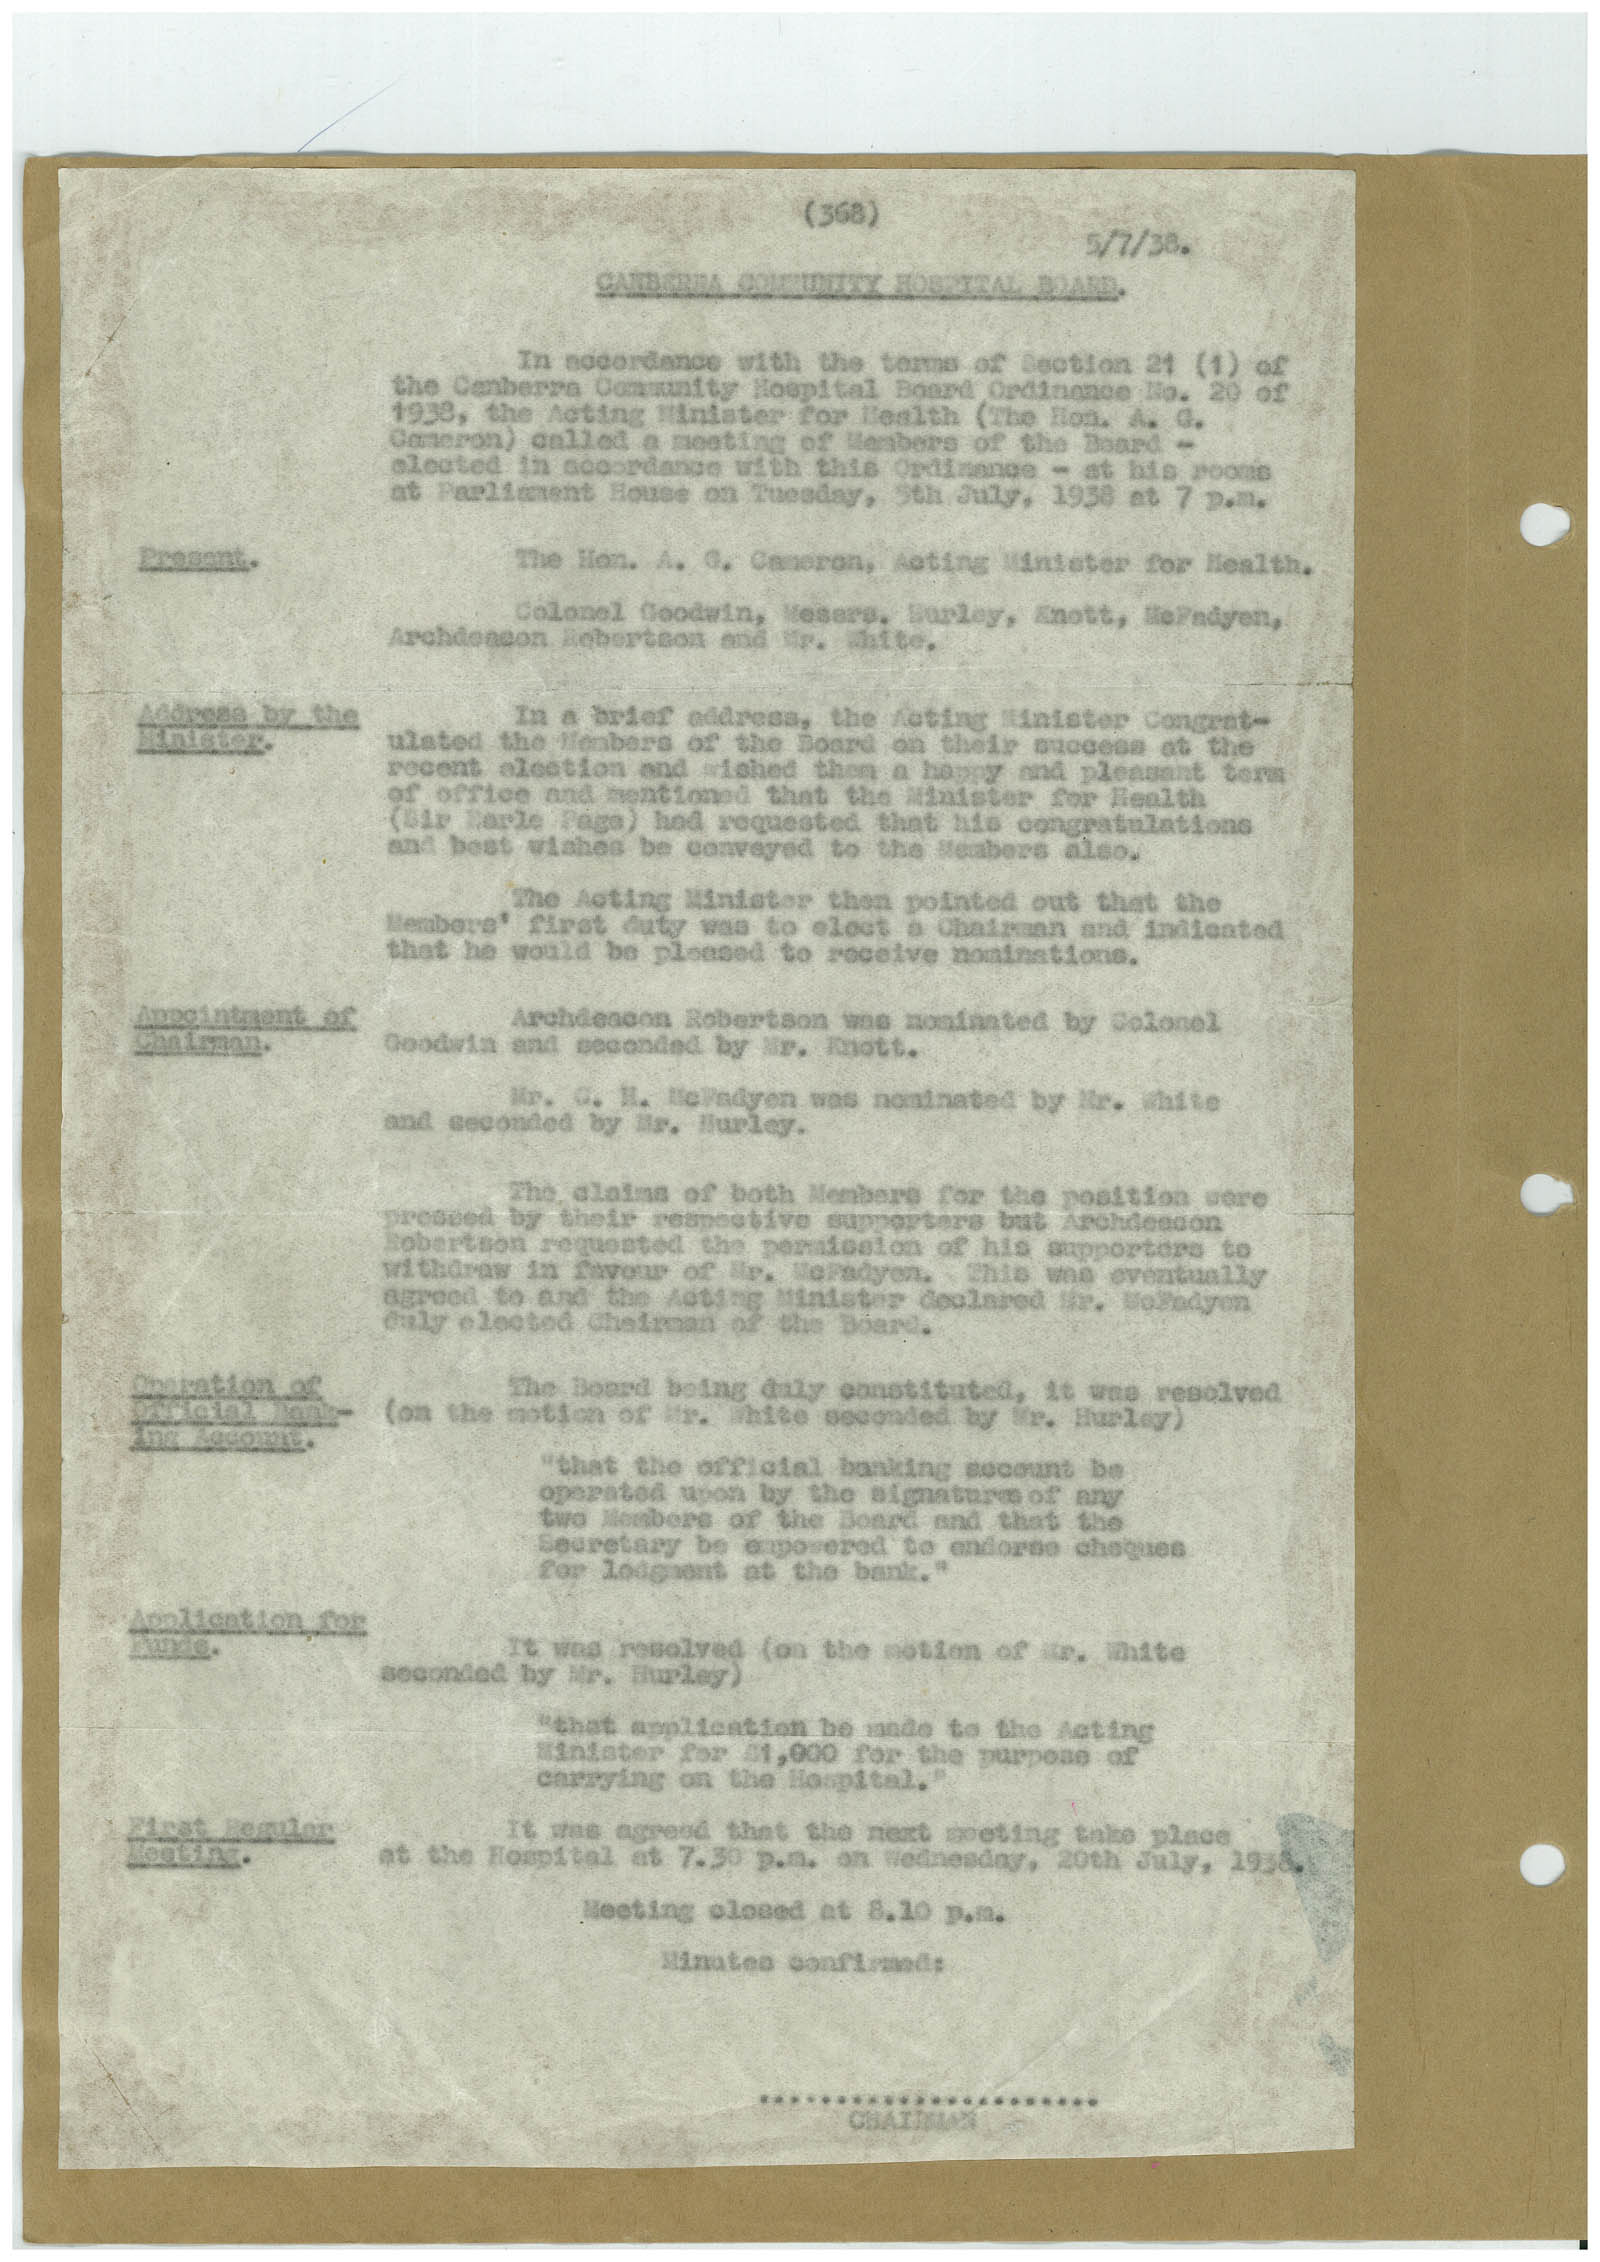 (368)
5/7/38.
CANBERRA COMMUNITY HOSPITAL BOARD.
In accordance with the terms of Section 21 (1) of
the Canberra Community Hospital Board Ordinance No. 20 of
1938, the Acting Minister for Health (The Hon. A. G.
Cameron) called a meeting of Members of the Board -
elected in accordance with this Ordinance - at his rooms
at Parliament House on Tuesday, 5th July, 1938 at 7 p.m.
Present.
The Hon. A. G. Cameron, Acting Minister for Health.
Colonel Goodwin, Messrs. Hurley, Knott, McFadyen,
Archdeacon Robertson and Mr. White.
Address by the
Minister.
In a brief address, the Acting Minister Congrat-
ulated the Members of the Board on their success at the
recent election and wished them a happy and pleasant term
of office and mentioned that the Minister for Health
(Sir Earle Page) had requested that his congratulations
and best wishes be conveyed to the Members also.
The Acting Minister then pointed out that the
Members' first duty was to elect a Chairman and indicated
that he would be pleased to receive nominations.
Appointment of
Chairman.
Archdeacon Robertson was nominated by Colonel
Goodwin and seconded by Mr. Knott.
Mr. C. H. McFadyen was nominated by Mr. White
and seconded by Mr. Hurley.
The claims of both Members for the position were
pressed by their respective supporters but Archdeacon
Robertson requested the permission of his supporters to
withdraw in favour of Mr. McFadyen. This was eventually
agreed to and the Acting Minister declared Mr. McFadyen
duly elected Chairman of the Board.
Operation of
Official Bank-
ing Account.
The Board being duly constituted, it was resolved
(on the motion of Mr. White seconded by Mr. Hurley)
"that the official banking account be
operated upon by the signatures of any
two Members of the Board and that the
Secretary be empowered to endorse cheques
for lodgment at the bank."
Application for
Funds.
It was resolved (on the motion of Mr. White
seconded by Mr. Hurley)
"that application be made to the Acting
Minister for £1,000 for the purpose of
carrying on the Hospital."
First Regular
Meeting.
It was agreed that the next meeting take place
at the Hospital at 7.30 p.m. on Wednesday, 20th July, 1938.
Meeting closed at 8.10 p.m.
Minutes confirmed:
.......................
CHAIRMAN